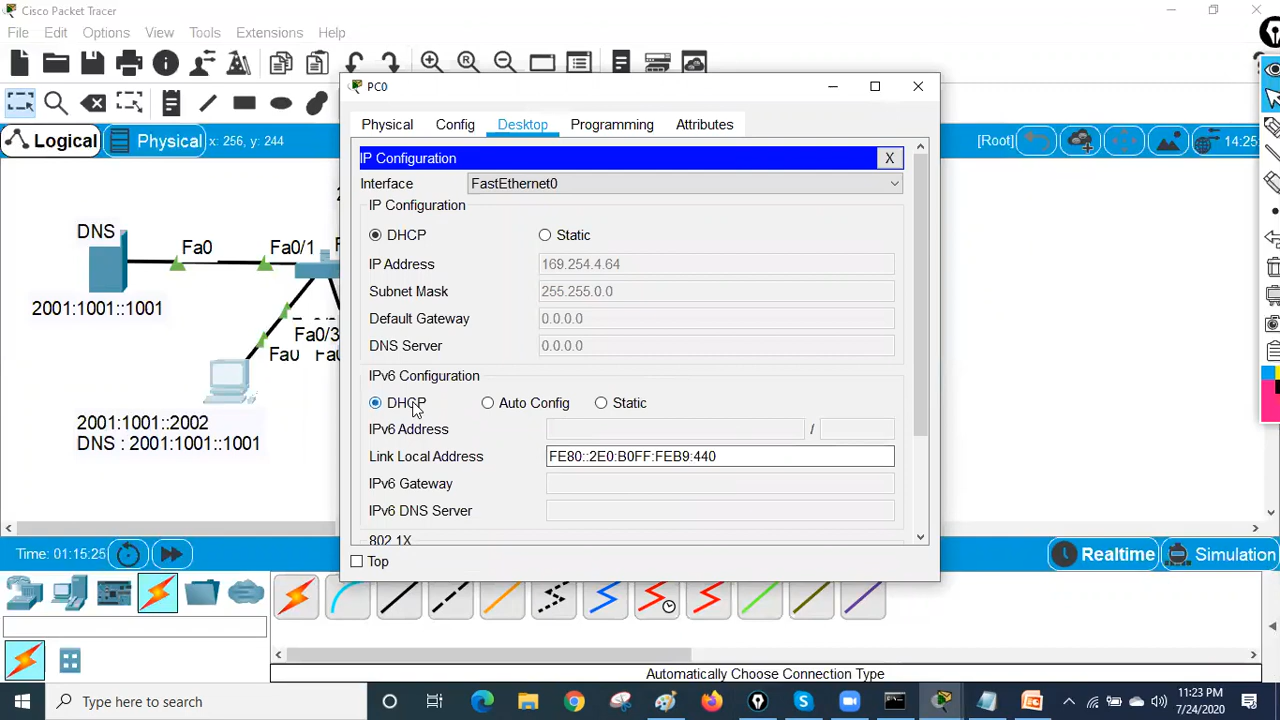 Cisco Packet Tracer
File Edit Options View Tools Extensions Help
PC0
Logical Physical x: 256, y: 244
[Root] 14:25
Physical Config Desktop Programming Attributes
IP Configuration X
Interface FastEthernet0
IP Configuration
DHCP Static
IP Address 169.254.4.64
Subnet Mask 255.255.0.0
Default Gateway 0.0.0.0
DNS Server 0.0.0.0
IPv6 Configuration
DHCP Auto Config Static
IPv6 Address /
Link Local Address FE80::2E0:B0FF:FEB9:440
IPv6 Gateway
IPv6 DNS Server
802.1X
Top
DNS
Fa0 Fa0/1
2001:1001::1001
Fa0/3
Fa0
2001:1001::2002
DNS : 2001:1001::1001
Time: 01:15:25
Realtime Simulation
Automatically Choose Connection Type
Type here to search
11:23 PM
7/24/2020